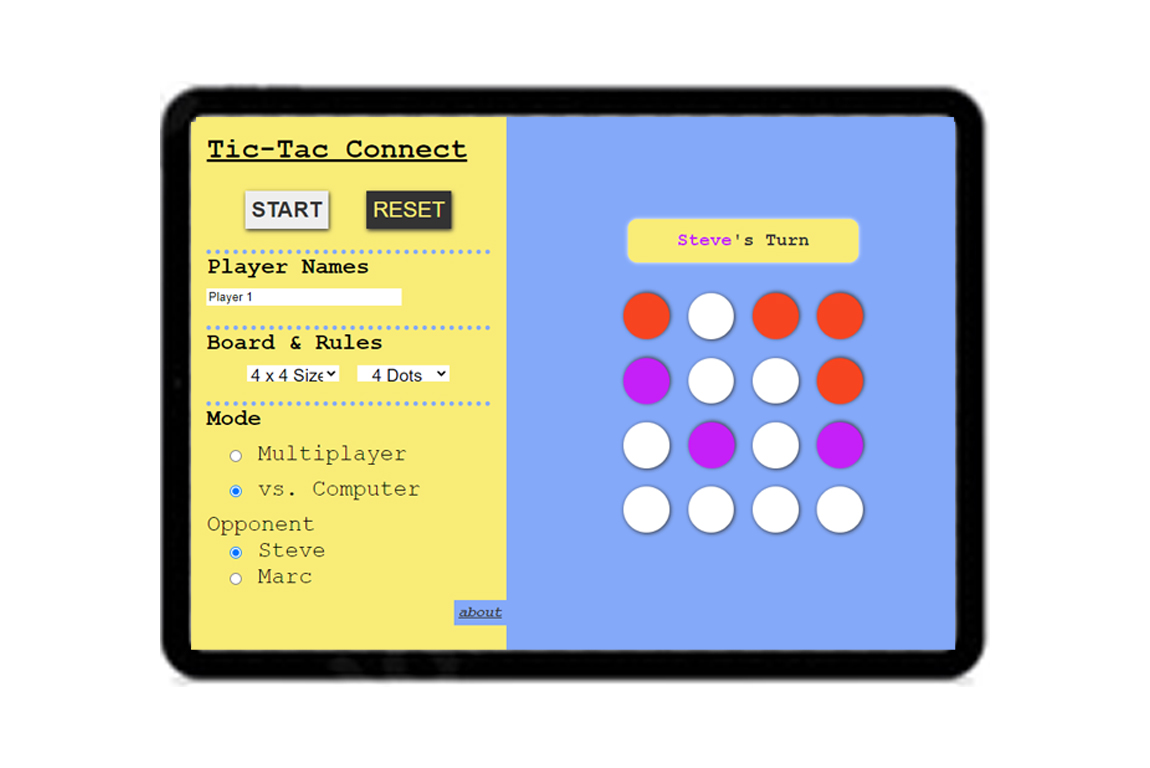 Tic-Tac Connect
START RESET
Player Names
Player 1
Board & Rules
4 x 4 Size 4 Dots
Mode
Multiplayer
vs. Computer
Opponent
Steve
Marc
about
Steve's Turn